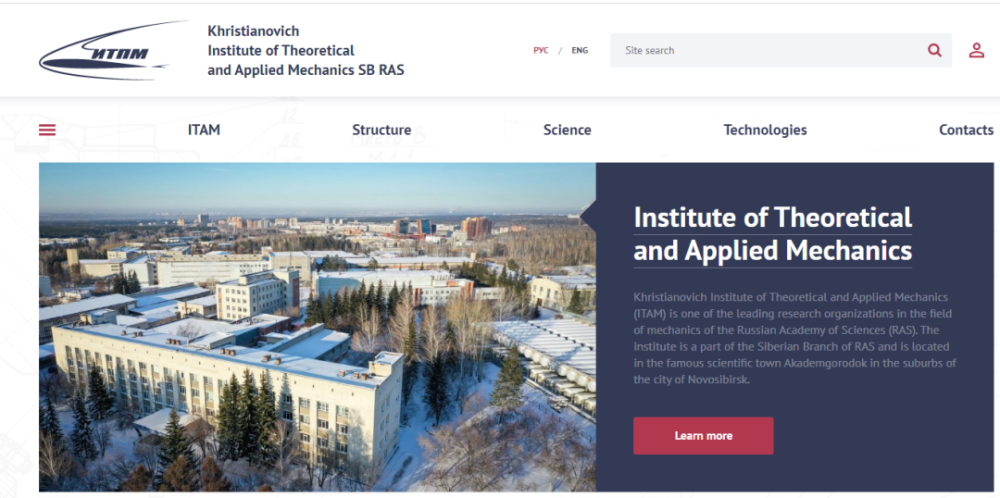 ИТПМ
Khristianovich
Institute of Theoretical
and Applied Mechanics SB RAS
РУС / ENG
Site search
ITAM
Structure
Science
Technologies
Contacts
Institute of Theoretical
and Applied Mechanics
Khristianovich Institute of Theoretical and Applied Mechanics
(ITAM) is one of the leading research organizations in the field
of mechanics of the Russian Academy of Sciences (RAS). The
institute is a part of the Siberian Branch of RAS and is located
in the famous scientific town Akademgorodok in the suburbs of
the city of Novosibirsk.
Learn more